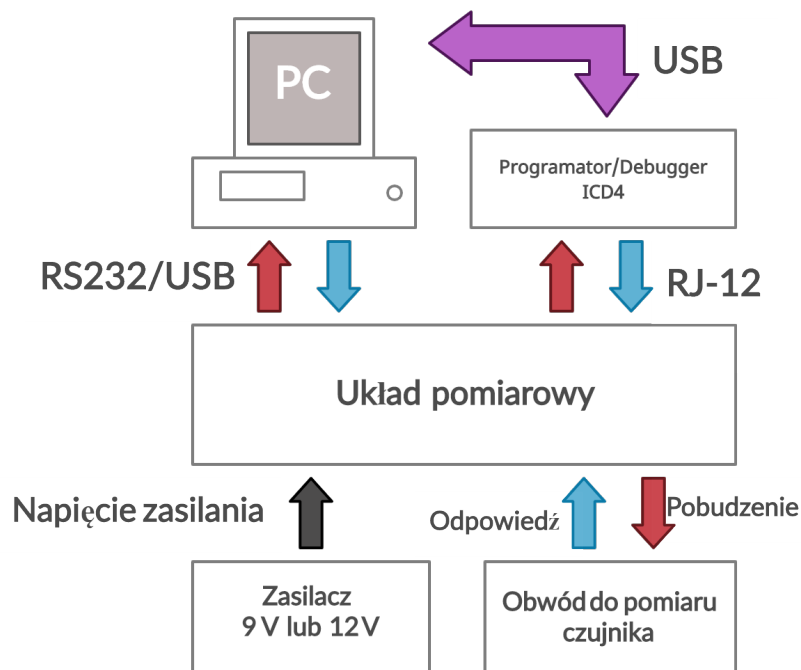 PC
USB
Programator/Debugger
ICD4
RS232/USB
RJ-12
Układ pomiarowy
Napięcie zasilania
Odpowiedź
Pobudzenie
Zasilacz
9 V lub 12 V
Obwód do pomiaru
czujnika